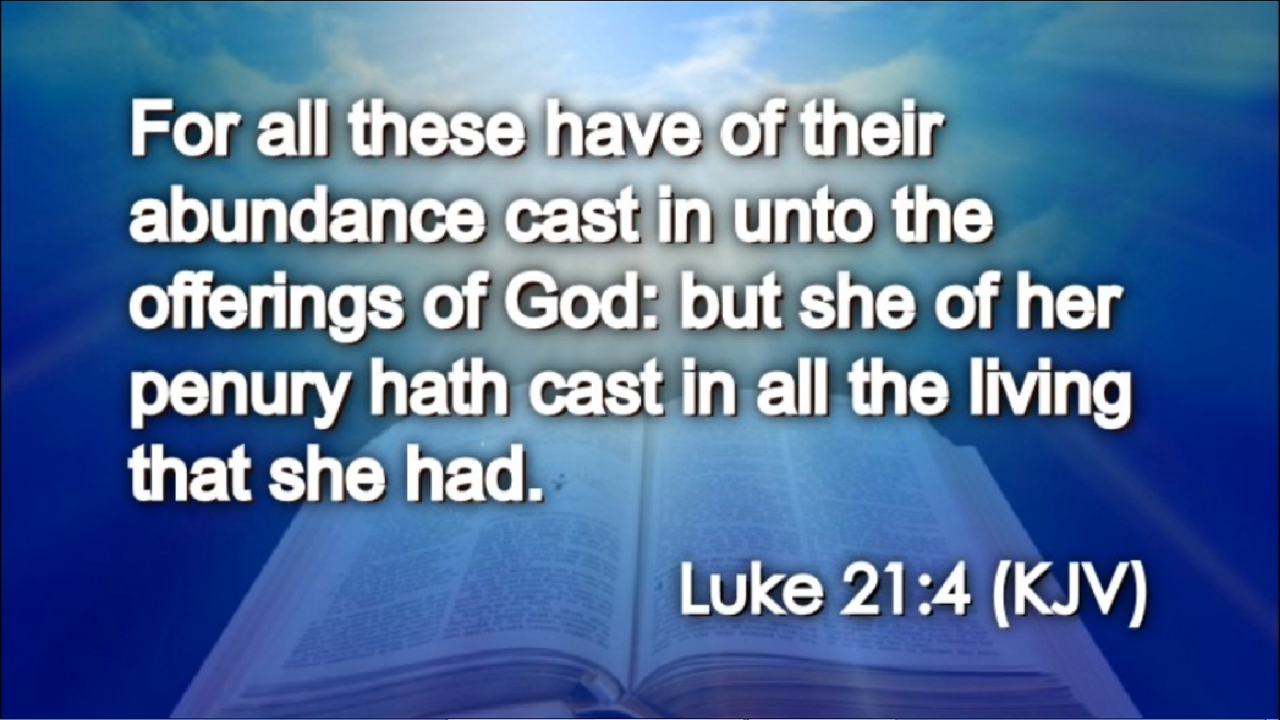 For all these have of their
abundance cast in unto the
offerings of God: but she of her
penury hath cast in all the living
that she had.
Luke 21:4 (KJV)